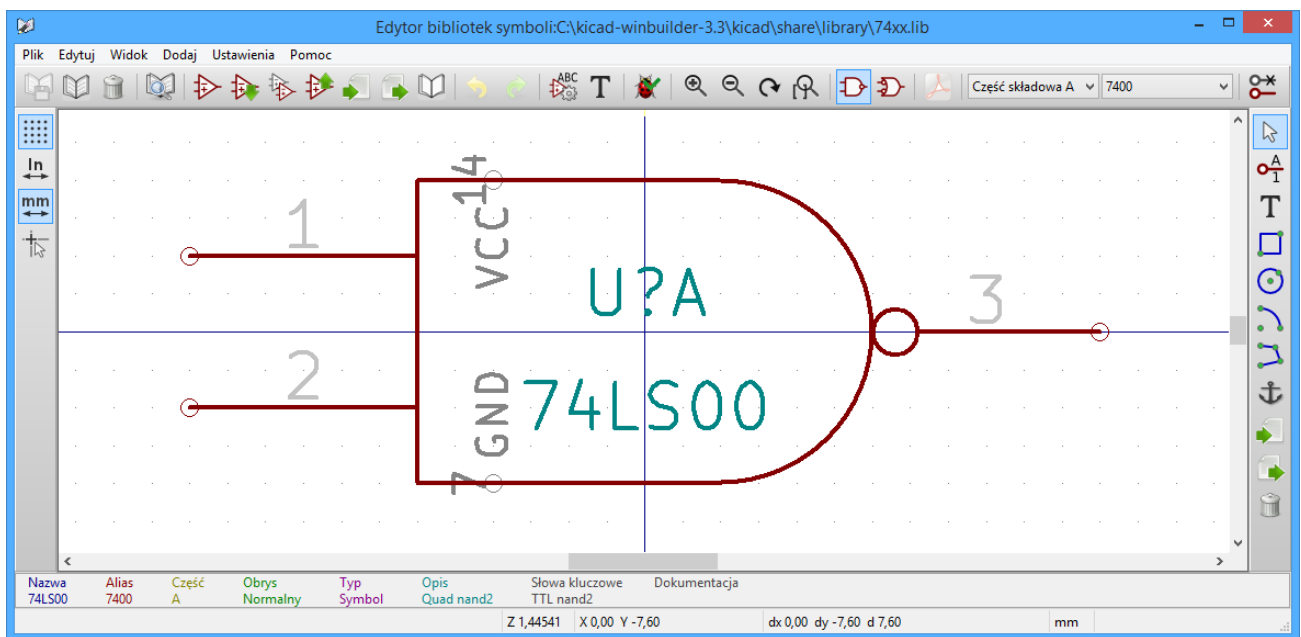 Edytor bibliotek symboli:C:\kicad-winbuilder-3.3\kicad\share\library\74xx.lib
Plik Edytuj Widok Dodaj Ustawienia Pomoc
ABC T Część składowa A 7400
In
mm
A
1
T
14
VCC
1
U?A
3
2
GND
74LS00
7
Nazwa Alias Część Obrys Typ Opis Słowa kluczowe Dokumentacja
74LS00 7400 A Normalny Symbol Quad nand2 TTL nand2
Z 1,44541 X 0,00 Y -7,60 dx 0,00 dy -7,60 d 7,60 mm